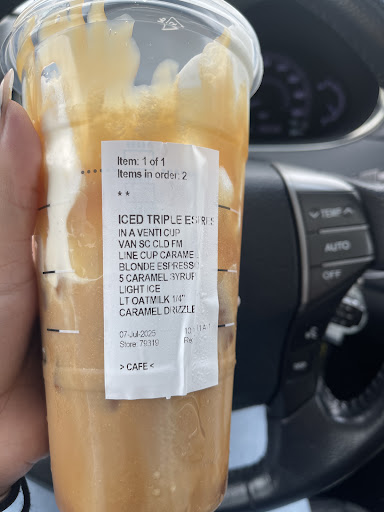 Item: 1 of 1
Items in order: 2
* *
ICED TRIPLE ESPRES
IN A VENTI CUP
VAN SC CLD FM
LINE CUP CARAME
BLONDE ESPRESS
5 CARAMEL SYRUP
LIGHT ICE
LT OATMILK 1/4"
CARAMEL DRIZZLE
07-Jul-2025
Store: 79319
> CAFE <
TEMP
AUTO
OFF